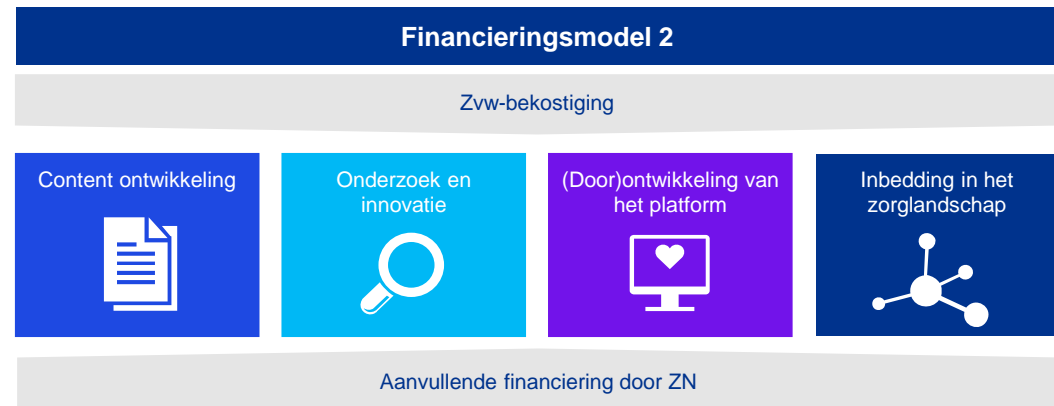 Financieringsmodel 2
Zvw-bekostiging
Content ontwikkeling
Onderzoek en
innovatie
(Door)ontwikkeling van
het platform
Inbedding in het
zorglandschap
Aanvullende financiering door ZN